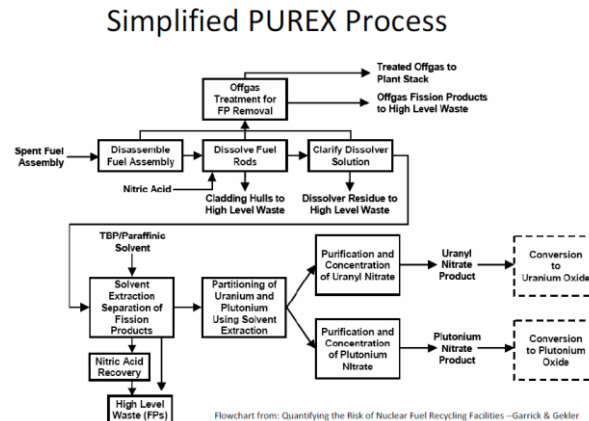 Simplified PUREX Process
Treated Offgas to
Plant Stack
Offgas
Treatment for
FP Removal
Offgas Fission Products
to High Level Waste
Spent Fuel
Assembly
Disassemble
Fuel Assembly
Dissolve Fuel
Rods
Clarify Dissolver
Solution
Nitric Acid
Cladding Hulls to
High Level Waste
Dissolver Residue to
High Level Waste
TBP/Paraffinic
Solvent
Solvent
Extraction
Separation of
Fission
Products
Partitioning of
Uranium and
Plutonium
Using Solvent
Extraction
Purification and
Concentration
of Uranyl Nitrate
Uranyl
Nitrate
Product
Conversion
to
Uranium Oxide
Purification and
Concentration
of Plutonium
Nitrate
Plutonium
Nitrate
Product
Conversion
to Plutonium
Oxide
Nitric Acid
Recovery
High Level
Waste (FPs)
Flowchart from: Quantifying the Risk of Nuclear Fuel Recycling Facilities –Garrick & Gekler